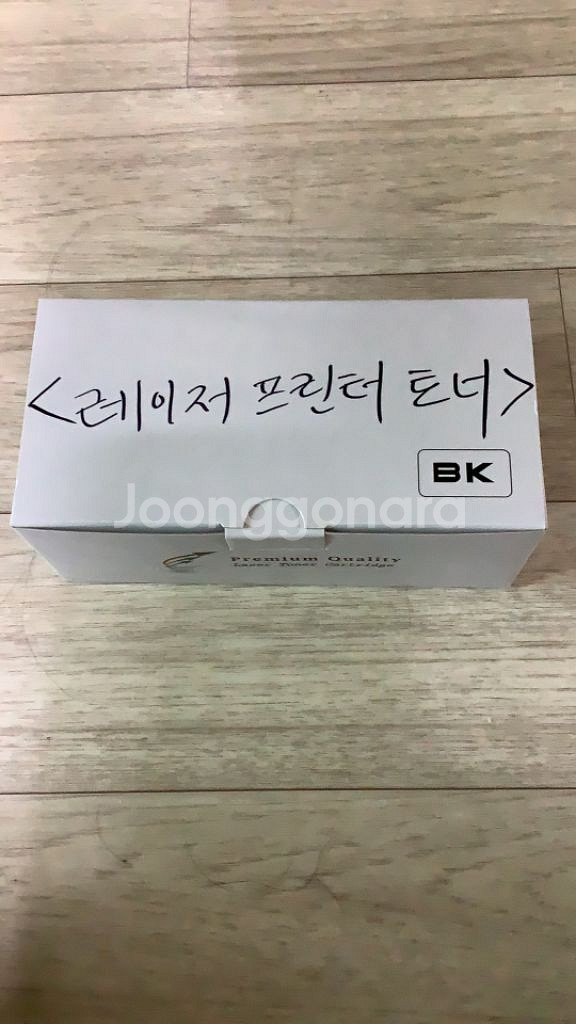 <레이저 프린터 토너>
BK
Joonggonara
Premium Quality
Laser Toner Cartridge